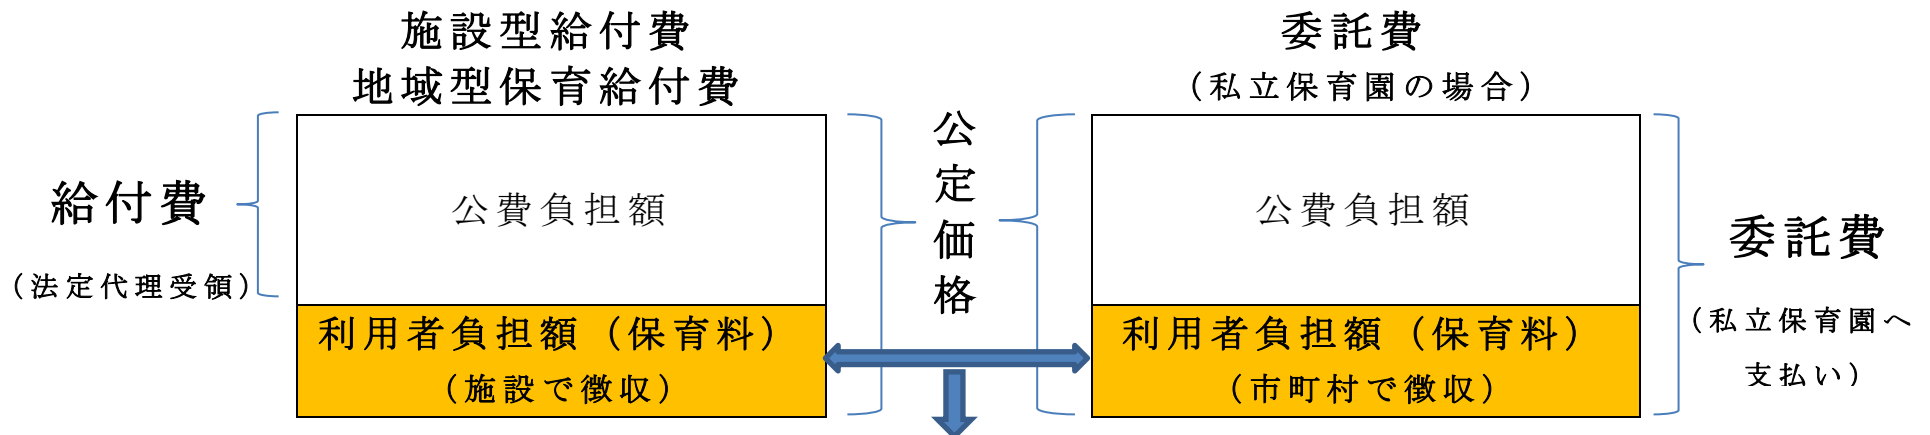 施設型給付費
地域型保育給付費
給付費
（法定代理受領）
公費負担額
利用者負担額（保育料）
（施設で徴収）
公定価格
委託費
（私立保育園の場合）
公費負担額
利用者負担額（保育料）
（市町村で徴収）
委託費
（私立保育園へ
支払い）